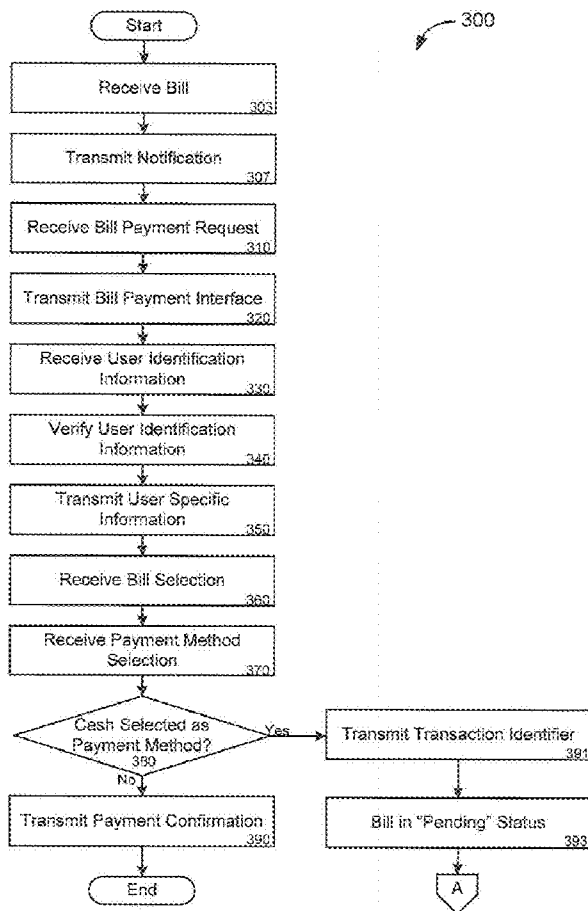 Start
300
Receive Bill
303
Transmit Notification
307
Receive Bill Payment Request
310
Transmit Bill Payment Interface
320
Receive User Identification
Information
330
Verify User Identification
Information
340
Transmit User Specific
Information
350
Receive Bill Selection
360
Receive Payment Method
Selection
370
Cash Selected as
Payment Method?
380
Yes
No
Transmit Transaction Identifier
391
Transmit Payment Confirmation
390
Bill in "Pending" Status
393
End
A